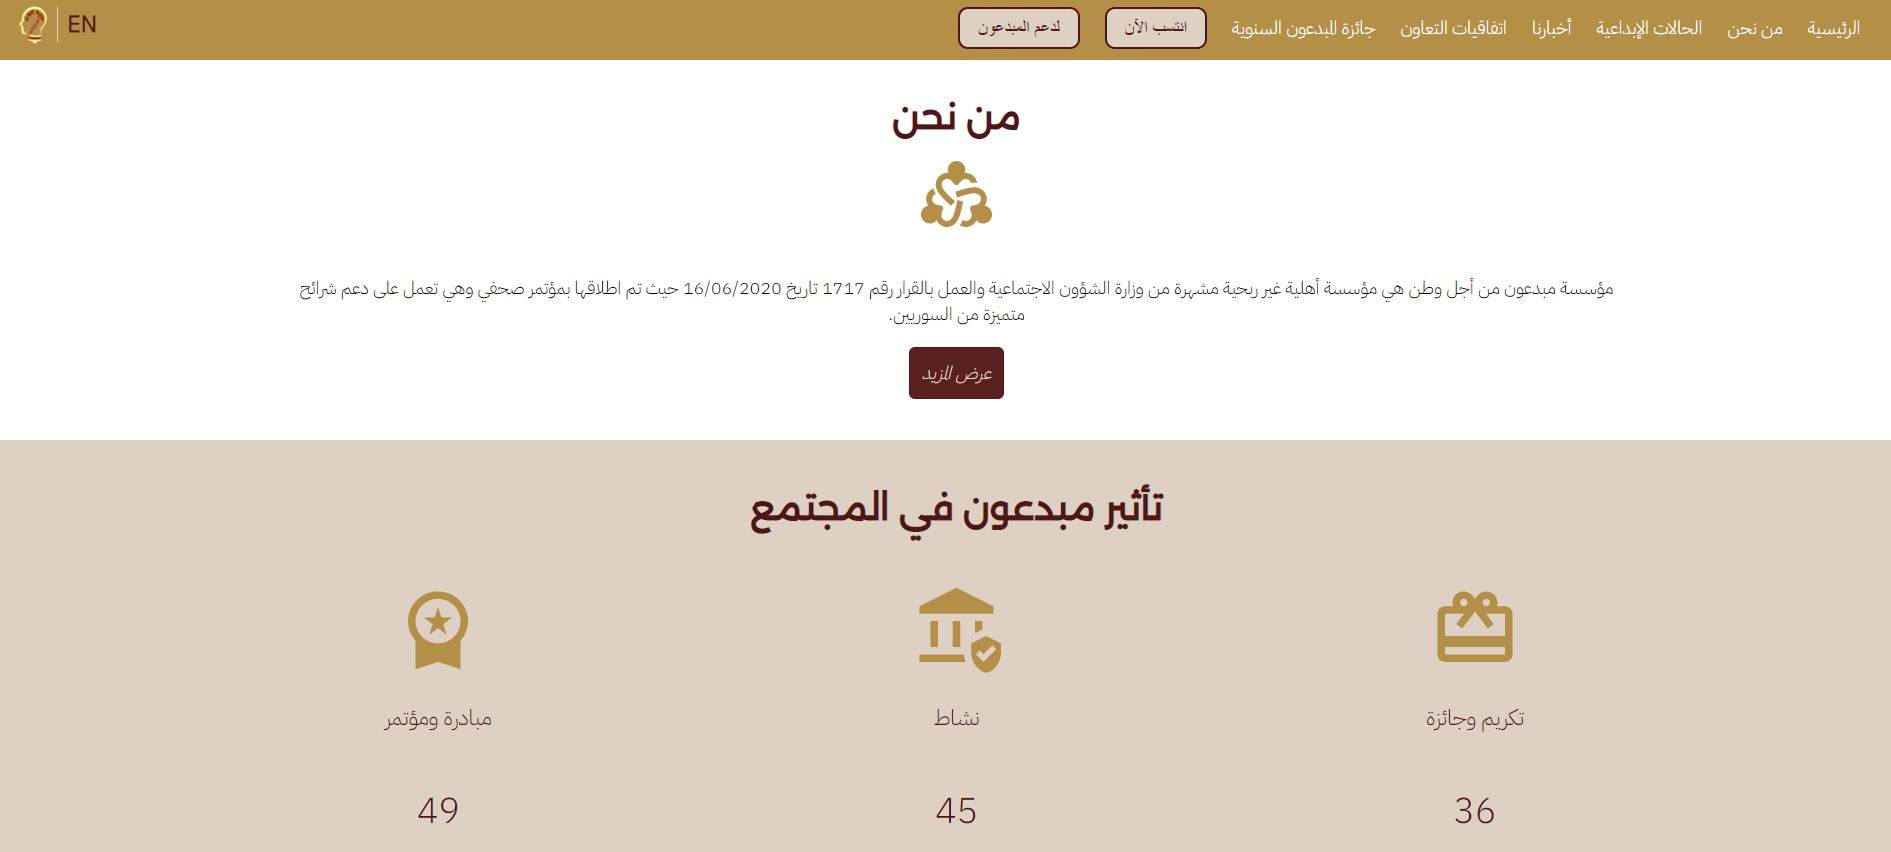 الرئيسية
من نحن
الحالات الإبداعية
أخبارنا
اتفاقيات التعاون
جائزة المبدعون السنوية
انتسب الآن
لدعم المبدعون
EN
من نحن
مؤسسة مبدعون من أجل وطن هي مؤسسة أهلية غير ربحية مشهرة من وزارة الشؤون الاجتماعية والعمل بالقرار رقم 1717 تاريخ 16/06/2020 حيث تم اطلاقها بمؤتمر صحفي وهي تعمل على دعم شرائح
متميزة من السوريين.
عرض المزيد
تأثير مبدعون في المجتمع
تكريم وجائزة
36
نشاط
45
مبادرة ومؤتمر
49